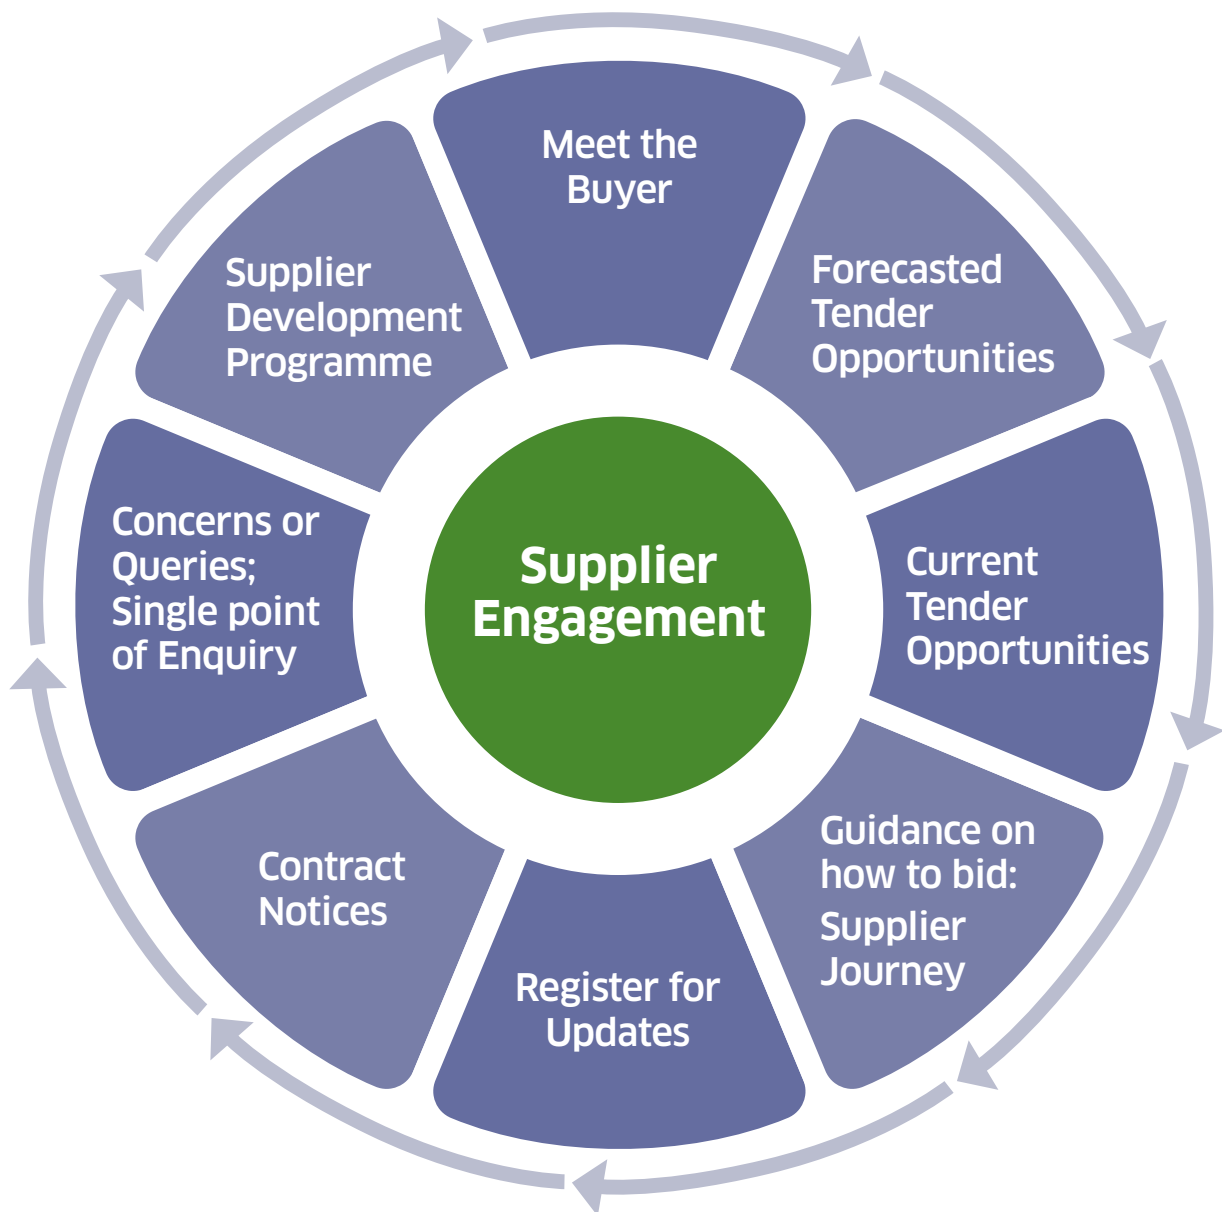 Meet the
Buyer
Forecasted
Tender
Opportunities
Current
Tender
Opportunities
Guidance on
how to bid:
Supplier
Journey
Register for
Updates
Contract
Notices
Concerns or
Queries;
Single point
of Enquiry
Supplier
Development
Programme
Supplier
Engagement